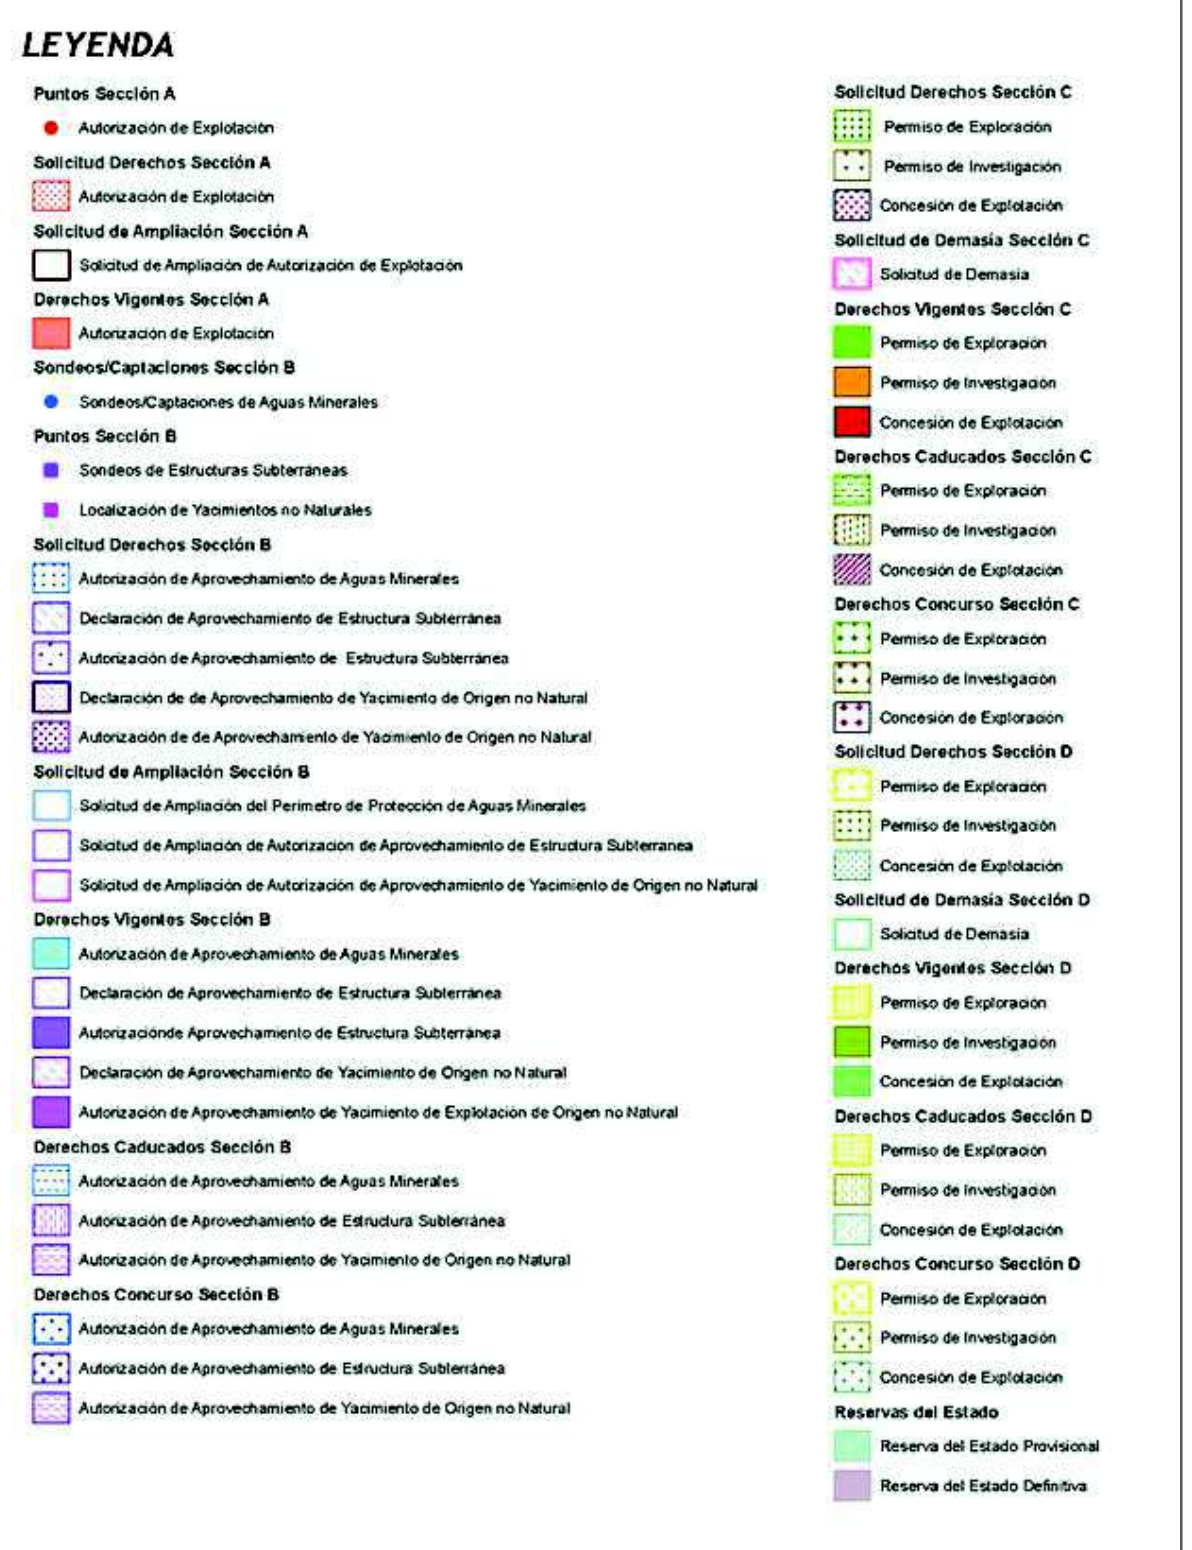 LEYENDA
Puntos Sección A
Autorización de Explotación
Solicitud Derechos Sección A
Autorización de Explotación
Solicitud de Ampliación Sección A
Solicitud de Ampliación de Autorización de Explotación
Derechos Vigentes Sección A
Autorización de Explotación
Sondeos/Captaciones Sección B
Sondeos/Captaciones de Aguas Minerales
Puntos Sección B
Sondeos de Estructuras Subterráneas
Localización de Yacimientos no Naturales
Solicitud Derechos Sección B
Autorización de Aprovechamiento de Aguas Minerales
Declaración de Aprovechamiento de Estructura Subterránea
Autorización de Aprovechamiento de Estructura Subterránea
Declaración de de Aprovechamiento de Yacimiento de Origen no Natural
Autorización de de Aprovechamiento de Yacimiento de Origen no Natural
Solicitud de Ampliación Sección B
Solicitud de Ampliación del Perímetro de Protección de Aguas Minerales
Solicitud de Ampliación de Autorización de Aprovechamiento de Estructura Subterranea
Solicitud de Ampliación de Autorización de Aprovechamiento de Yacimiento de Origen no Natural
Derechos Vigentes Sección B
Autorización de Aprovechamiento de Aguas Minerales
Declaración de Aprovechamiento de Estructura Subterránea
Autorizaciónde Aprovechamiento de Estructura Subterránea
Declaración de Aprovechamiento de Yacimiento de Origen no Natural
Autorización de Aprovechamiento de Yacimiento de Explotación de Origen no Natural
Derechos Caducados Sección B
Autorización de Aprovechamiento de Aguas Minerales
Autorización de Aprovechamiento de Estructura Subterránea
Autorización de Aprovechamiento de Yacimiento de Origen no Natural
Derechos Concurso Sección B
Autorización de Aprovechamiento de Aguas Minerales
Autorización de Aprovechamiento de Estructura Subterránea
Autorización de Aprovechamiento de Yacimiento de Origen no Natural
Solicitud Derechos Sección C
Permiso de Exploración
Permiso de Investigación
Concesión de Explotación
Solicitud de Demasía Sección C
Solicitud de Demasia
Derechos Vigentes Sección C
Permiso de Exploración
Permiso de Investigación
Concesión de Explotación
Derechos Caducados Sección C
Permiso de Exploración
Permiso de Investigación
Concesión de Explotación
Derechos Concurso Sección C
Permiso de Exploración
Permiso de Investigación
Concesión de Exploración
Solicitud Derechos Sección D
Permiso de Exploración
Permiso de Investigación
Concesión de Explotación
Solicitud de Demasía Sección D
Solicitud de Demasia
Derechos Vigentes Sección D
Permiso de Exploración
Permiso de Investigación
Concesión de Explotación
Derechos Caducados Sección D
Permiso de Exploración
Permiso de Investigación
Concesión de Explotación
Derechos Concurso Sección D
Permiso de Exploración
Permiso de Investigación
Concesión de Explotación
Reservas del Estado
Reserva del Estado Provisional
Reserva del Estado Definitiva